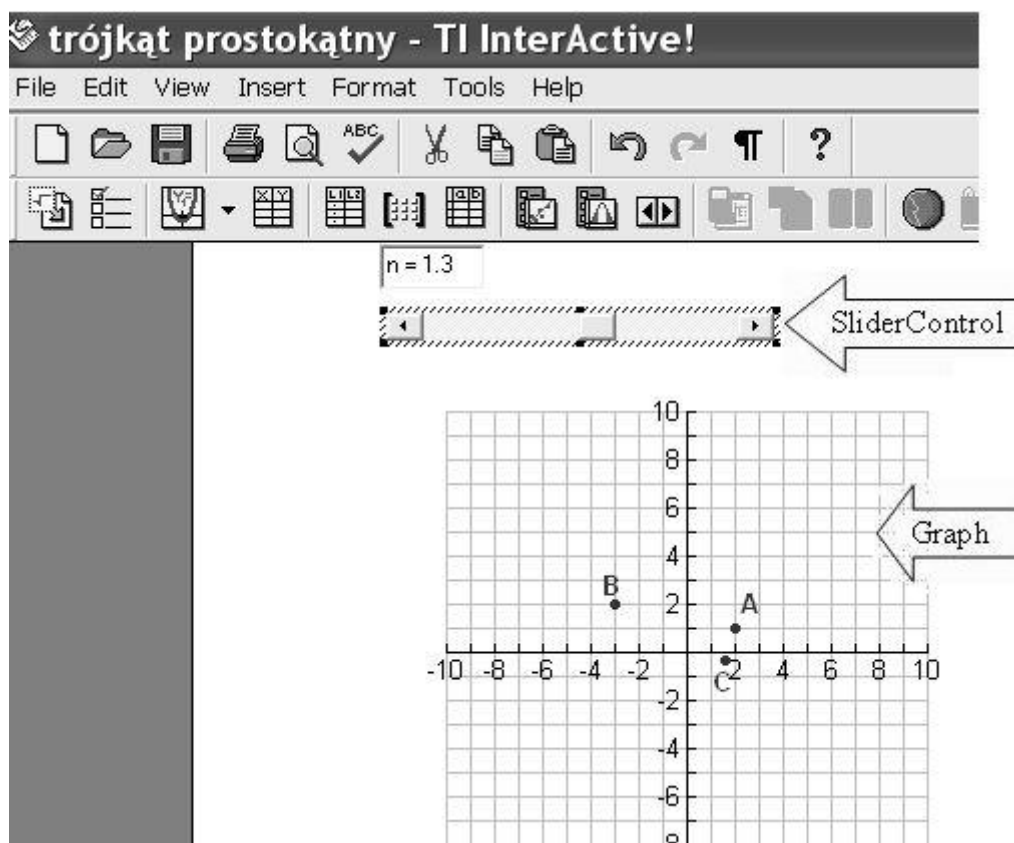 trójkąt prostokątny - TI InterActive!
File Edit View Insert Format Tools Help
ABC
?
n = 1.3
SliderControl
10
8
6
Graph
4
B
2
A
-10 -8 -6 -4 -2 2 4 6 8 10
C
-2
-4
-6